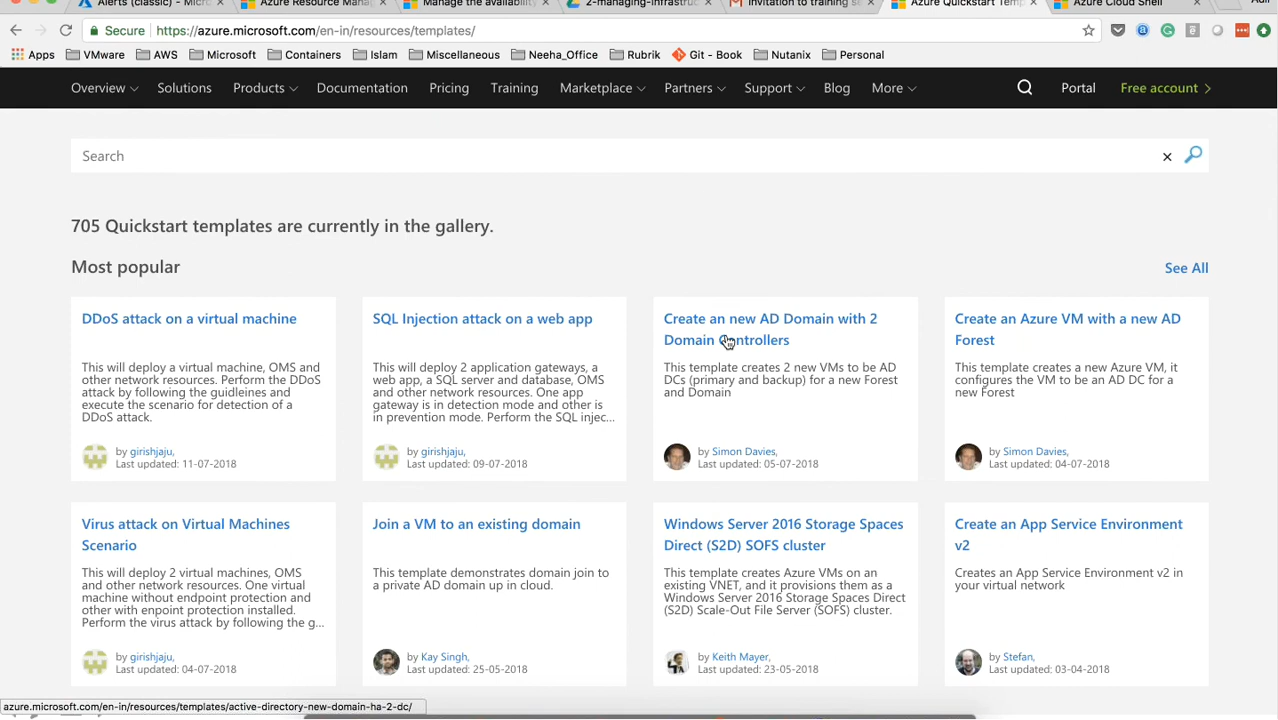 Alerts (classic) - Micros
Azure Resource Manag
Manage the availability
2-managing-infrastruc
Invitation to training se
Azure Quickstart Temp
Azure Cloud Shell
Adil
Secure https://azure.microsoft.com/en-in/resources/templates/
Apps VMware AWS Microsoft Containers Islam Miscellaneous Neeha_Office Rubrik Git - Book Nutanix Personal
Overview Solutions Products Documentation Pricing Training Marketplace Partners Support Blog More Portal Free account
Search
705 Quickstart templates are currently in the gallery.
Most popular
See All
DDoS attack on a virtual machine
This will deploy a virtual machine, OMS and
other network resources. Perform the DDoS
attack by following the guidleines and
execute the scenario for detection of a
DDoS attack.
by girishjaju,
Last updated: 11-07-2018
SQL Injection attack on a web app
This will deploy 2 application gateways, a
web app, a SQL server and database, OMS
and other network resources. One app
gateway is in detection mode and other is
in prevention mode. Perform the SQL injec...
by girishjaju,
Last updated: 09-07-2018
Create an new AD Domain with 2
Domain Controllers
This template creates 2 new VMs to be AD
DCs (primary and backup) for a new Forest
and Domain
by Simon Davies,
Last updated: 05-07-2018
Create an Azure VM with a new AD
Forest
This template creates a new Azure VM, it
configures the VM to be an AD DC for a
new Forest
by Simon Davies,
Last updated: 04-07-2018
Virus attack on Virtual Machines
Scenario
This will deploy 2 virtual machines, OMS
and other network resources. One virtual
machine without endpoint protection and
other with enpoint protection installed.
Perform the virus attack by following the g...
by girishjaju,
Last updated: 04-07-2018
Join a VM to an existing domain
This template demonstrates domain join to
a private AD domain up in cloud.
by Kay Singh,
Last updated: 25-05-2018
Windows Server 2016 Storage Spaces
Direct (S2D) SOFS cluster
This template creates Azure VMs on an
existing VNET, and it provisions them as a
Windows Server 2016 Storage Spaces Direct
(S2D) Scale-Out File Server (SOFS) cluster.
by Keith Mayer,
Last updated: 23-05-2018
Create an App Service Environment
v2
Creates an App Service Environment v2 in
your virtual network
by Stefan,
Last updated: 03-04-2018
azure.microsoft.com/en-in/resources/templates/active-directory-new-domain-ha-2-dc/